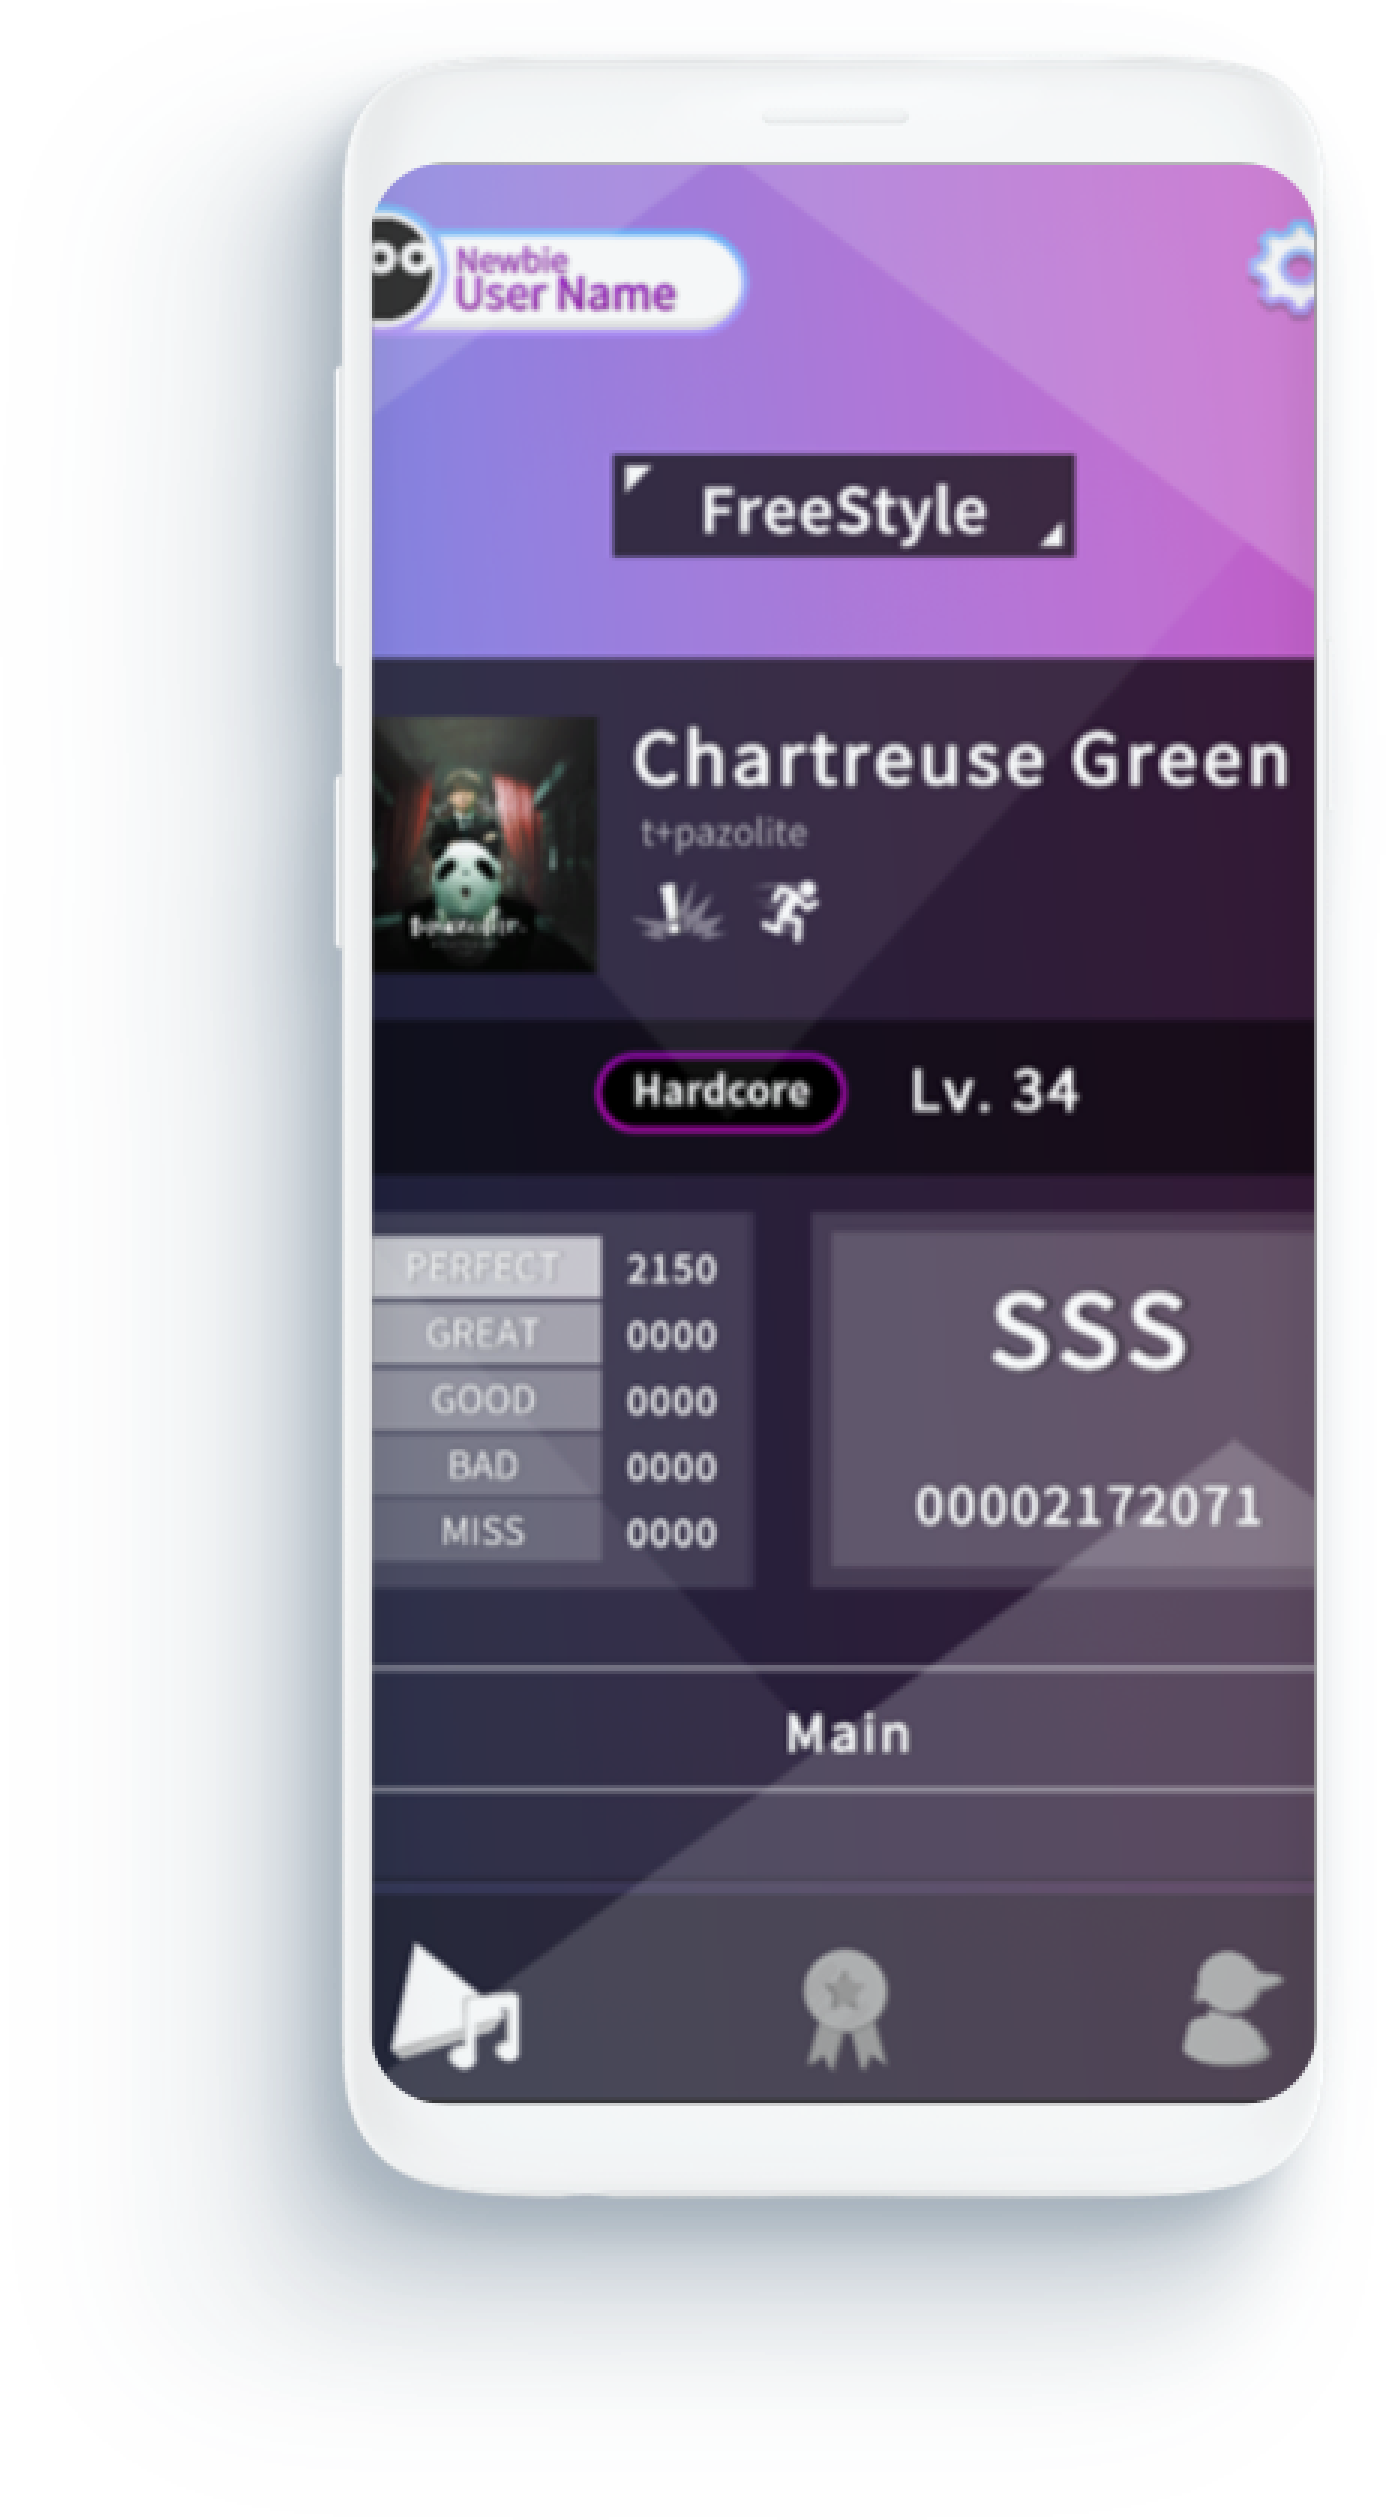 Newbie
User Name
FreeStyle
Chartreuse Green
t+pazolite
Hardcore Lv. 34
PERFECT 2150
GREAT 0000
GOOD 0000
BAD 0000
MISS 0000
SSS
00002172071
Main